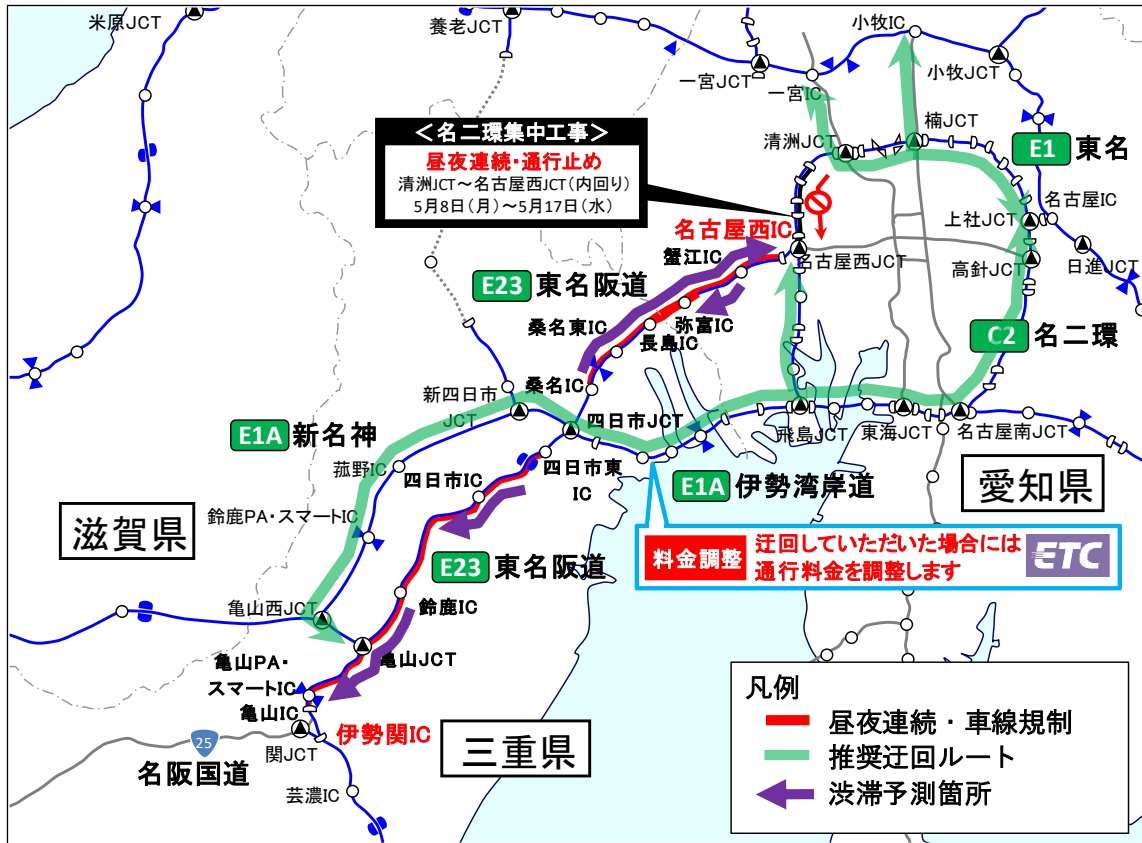 米原JCT
養老JCT
小牧IC
小牧JCT
一宮JCT
一宮IC
楠JCT
清洲JCT
E1 東名
＜名二環集中工事＞
昼夜連続・通行止め
清洲JCT～名古屋西JCT(内回り)
5月8日(月)～5月17日(水)
名古屋IC
上社JCT
名古屋西IC
蟹江IC
名古屋西JCT
高針JCT
日進JCT
E23 東名阪道
桑名東IC
弥富IC
長島IC
C2 名二環
桑名IC
新四日市
JCT
四日市JCT
飛島JCT
東海JCT
名古屋南JCT
E1A 新名神
菰野IC
四日市IC
四日市東
IC
E1A 伊勢湾岸道
愛知県
滋賀県
鈴鹿PA・スマートIC
料金調整
迂回していただいた場合には
通行料金を調整します
ETC
E23 東名阪道
鈴鹿IC
亀山西JCT
亀山JCT
亀山PA・
スマートIC
亀山IC
伊勢関IC
関JCT
25
名阪国道
三重県
芸濃IC
凡例
昼夜連続・車線規制
推奨迂回ルート
渋滞予測箇所